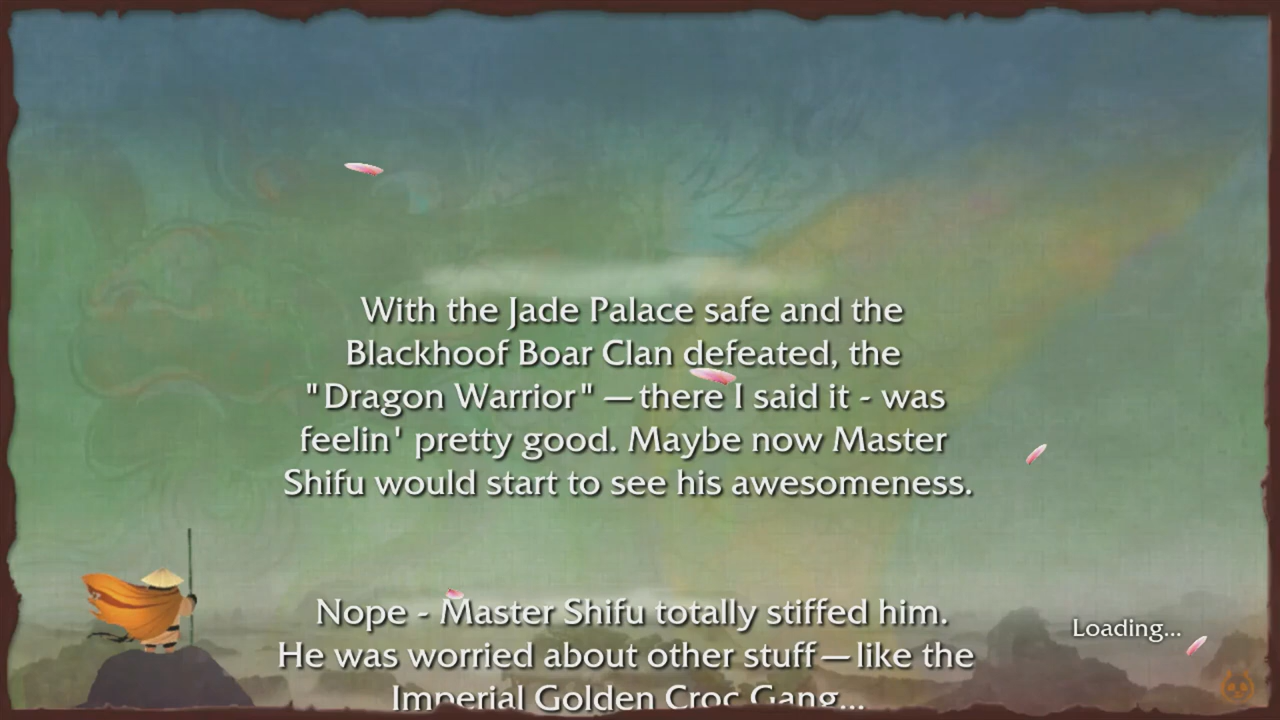 With the Jade Palace safe and the
Blackhoof Boar Clan defeated, the
"Dragon Warrior" — there I said it - was
feelin' pretty good. Maybe now Master
Shifu would start to see his awesomeness.
Nope - Master Shifu totally stiffed him.
He was worried about other stuff—like the
Imperial Golden Croc Gang...
Loading...